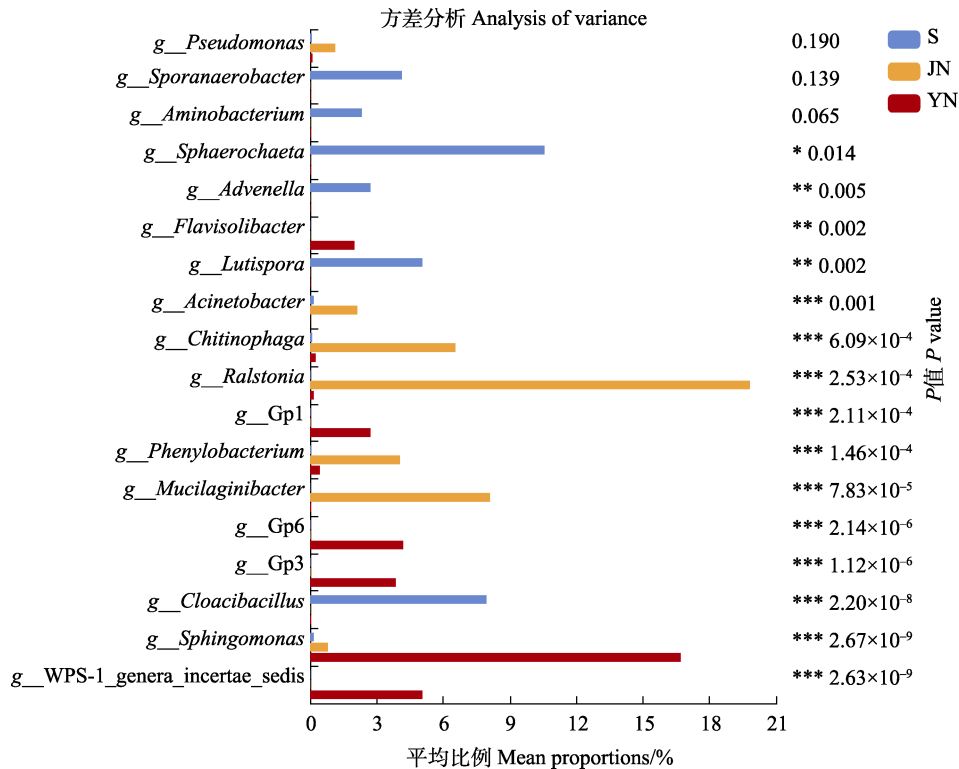 方差分析 Analysis of variance
g__Pseudomonas 0.190
g__Sporanaerobacter 0.139
g__Aminobacterium 0.065
g__Sphaerochaeta * 0.014
g__Advenella ** 0.005
g__Flavisolibacter ** 0.002
g__Lutispora ** 0.002
g__Acinetobacter *** 0.001
g__Chitinophaga *** 6.09×10⁻⁴
g__Ralstonia *** 2.53×10⁻⁴
g__Gp1 *** 2.11×10⁻⁴
g__Phenylobacterium *** 1.46×10⁻⁴
g__Mucilaginibacter *** 7.83×10⁻⁵
g__Gp6 *** 2.14×10⁻⁶
g__Gp3 *** 1.12×10⁻⁶
g__Cloacibacillus *** 2.20×10⁻⁸
g__Sphingomonas *** 2.67×10⁻⁹
g__WPS-1_genera_incertae_sedis *** 2.63×10⁻⁹
0 3 6 9 12 15 18 21
平均比例 Mean proportions/%
P值 P value
S
JN
YN